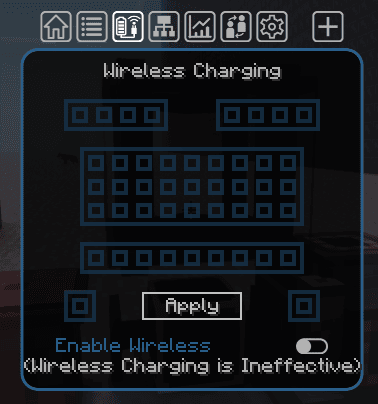 Wireless Charging
Apply
Enable Wireless
(Wireless Charging is Ineffective)